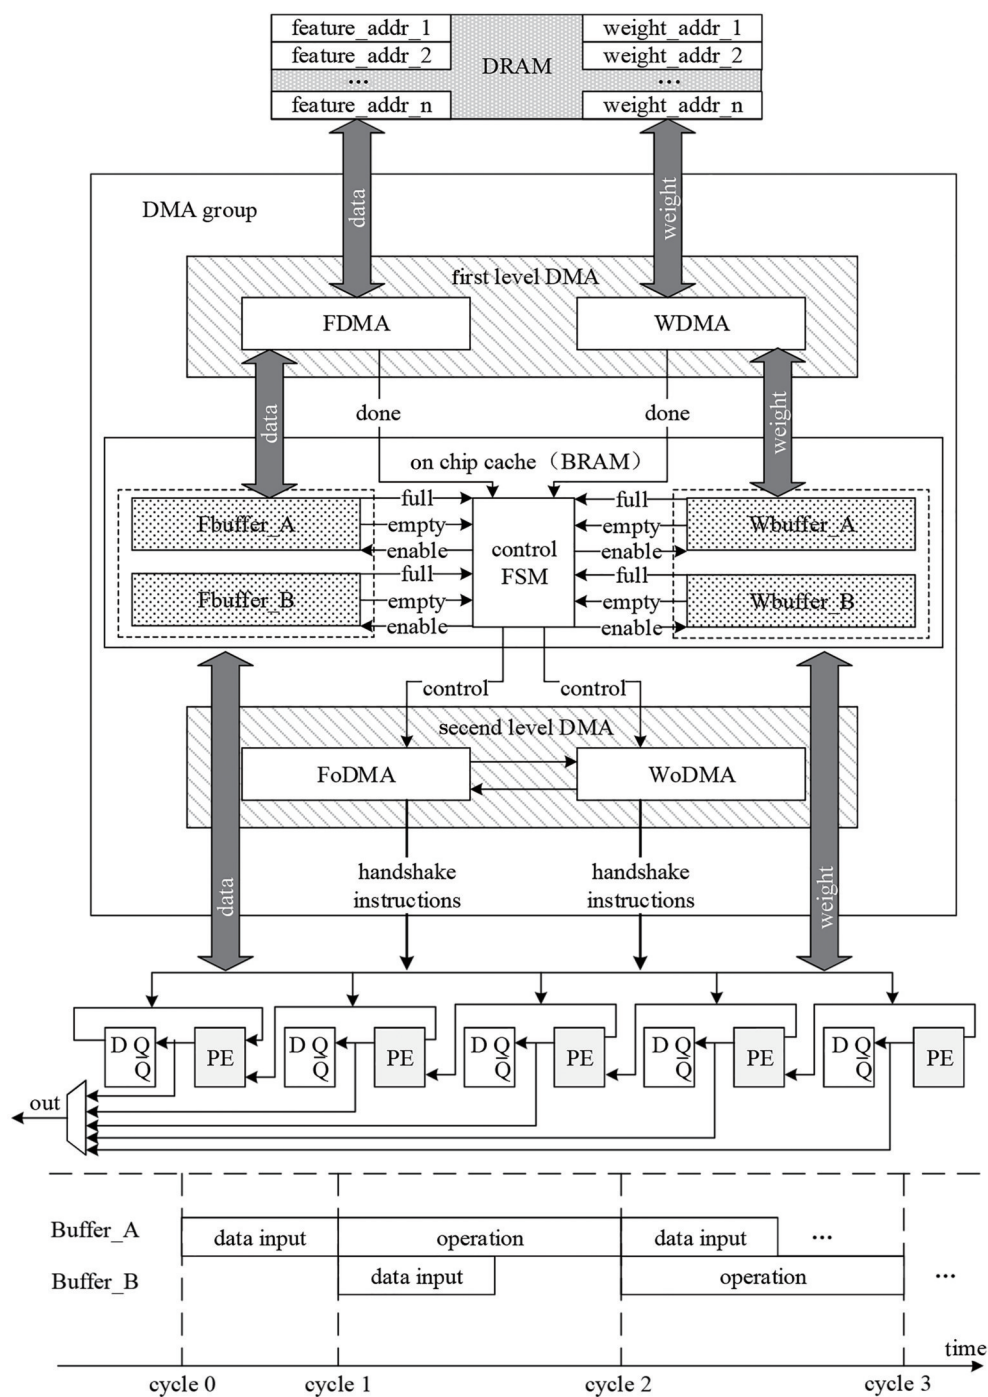 feature_addr_1
weight_addr_1
feature_addr_2
DRAM
weight_addr_2
...
...
feature_addr_n
weight_addr_n
data
weight
DMA group
first level DMA
FDMA
WDMA
data
done
done
weight
on chip cache（BRAM）
Fbuffer_A
full
empty
enable
control
FSM
full
empty
enable
Wbuffer_A
Fbuffer_B
full
empty
enable
full
empty
enable
Wbuffer_B
control
control
secend level DMA
FoDMA
WoDMA
data
handshake
instructions
handshake
instructions
weight
D Q
Q
PE
D Q
Q
PE
D Q
Q
PE
D Q
Q
PE
D Q
Q
PE
out
Buffer_A
data input
operation
data input
...
Buffer_B
data input
operation
...
time
cycle 0
cycle 1
cycle 2
cycle 3